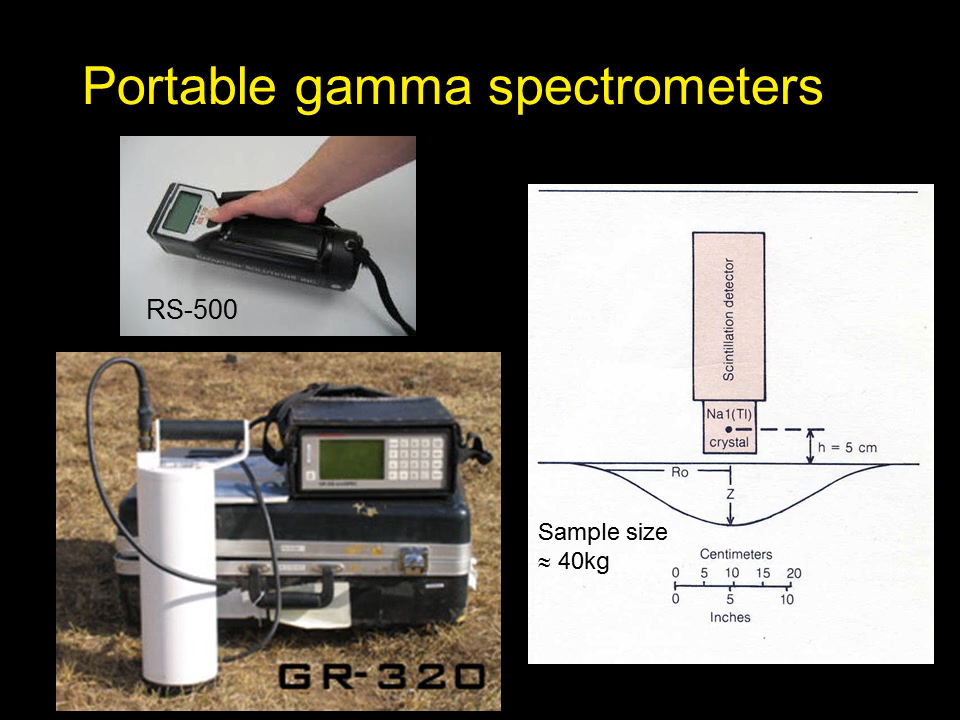 Portable gamma spectrometers
RS-500
GR-320
Scintillation detector
Na1(Tl)
crystal
h = 5 cm
Ro
Z
Sample size
≈ 40kg
Centimeters
0 5 10 15 20
0 5 10
Inches